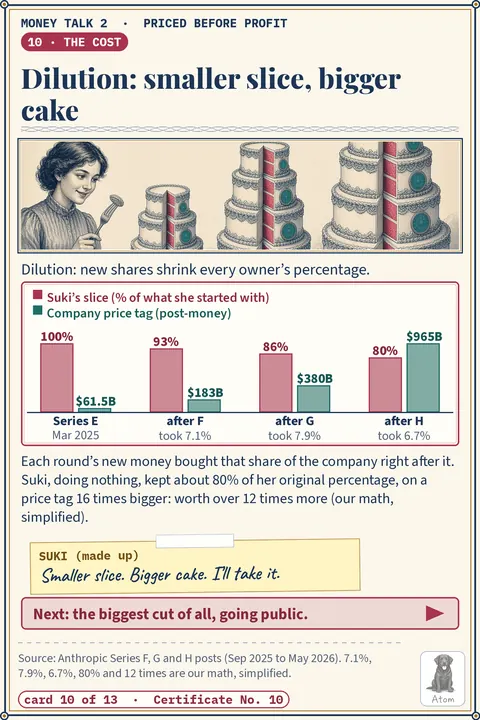 MONEY TALK 2 · PRICED BEFORE PROFIT
10 · THE COST
Dilution: smaller slice, bigger
cake
Dilution: new shares shrink every owner's percentage.
Suki's slice (% of what she started with)
Company price tag (post-money)
100%
$61.5B
93%
$183B
86%
$380B
80%
$965B
Series E
Mar 2025
after F
took 7.1%
after G
took 7.9%
after H
took 6.7%
Each round's new money bought that share of the company right after it.
Suki, doing nothing, kept about 80% of her original percentage, on a
price tag 16 times bigger: worth over 12 times more (our math,
simplified).
SUKI (made up)
Smaller slice. Bigger cake. I'll take it.
Next: the biggest cut of all, going public.
Source: Anthropic Series F, G and H posts (Sep 2025 to May 2026). 7.1%,
7.9%, 6.7%, 80% and 12 times are our math, simplified.
Atom
card 10 of 13 · Certificate No. 10